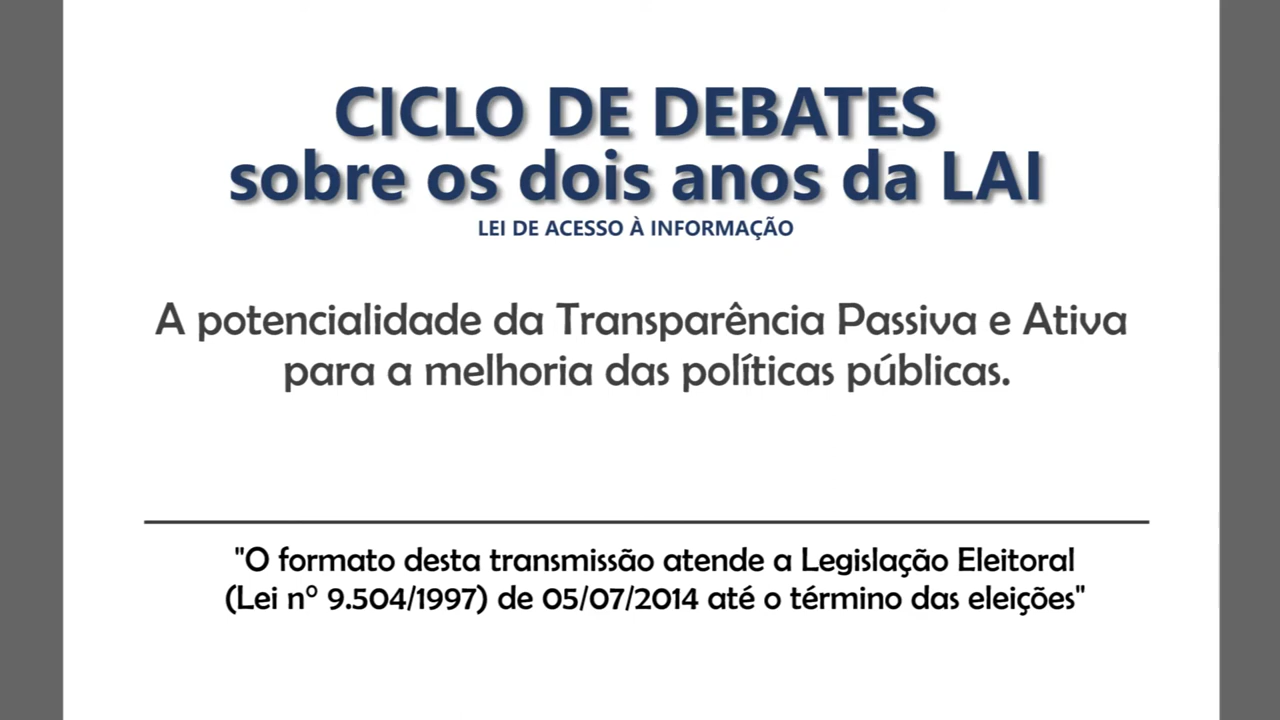 CICLO DE DEBATES
sobre os dois anos da LAI
LEI DE ACESSO À INFORMAÇÃO
A potencialidade da Transparência Passiva e Ativa
para a melhoria das políticas públicas.
"O formato desta transmissão atende a Legislação Eleitoral
(Lei nº 9.504/1997) de 05/07/2014 até o término das eleições"